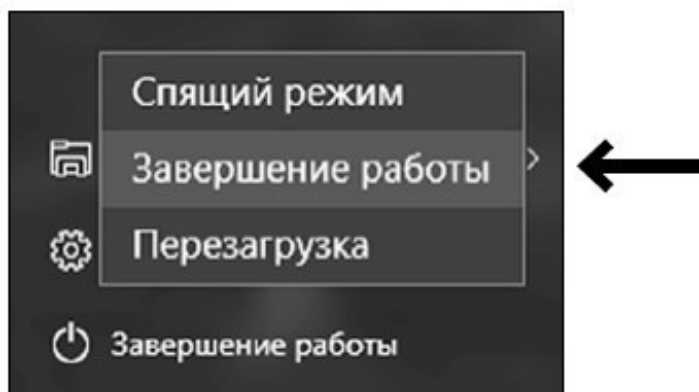 Спящий режим
Завершение работы
Перезагрузка
Завершение работы